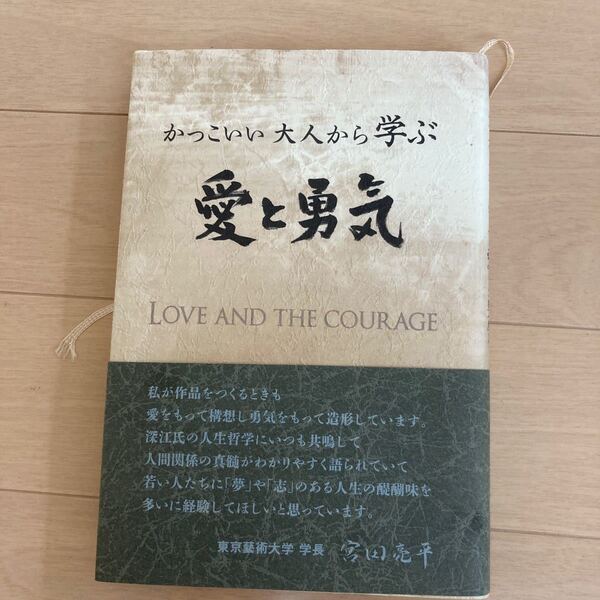 かっこいい 大人から 学ぶ
愛と勇気
LOVE AND THE COURAGE
私が作品をつくるときも
愛をもって構想し勇気をもって造形しています。
深江氏の人生哲学にいつも共鳴して
人間関係の真髄がわかりやすく語られていて
若い人たちに「夢」や「志」のある人生の醍醐味を
多いに経験してほしいと思っています。
東京藝術大学 学長 宮田亮平